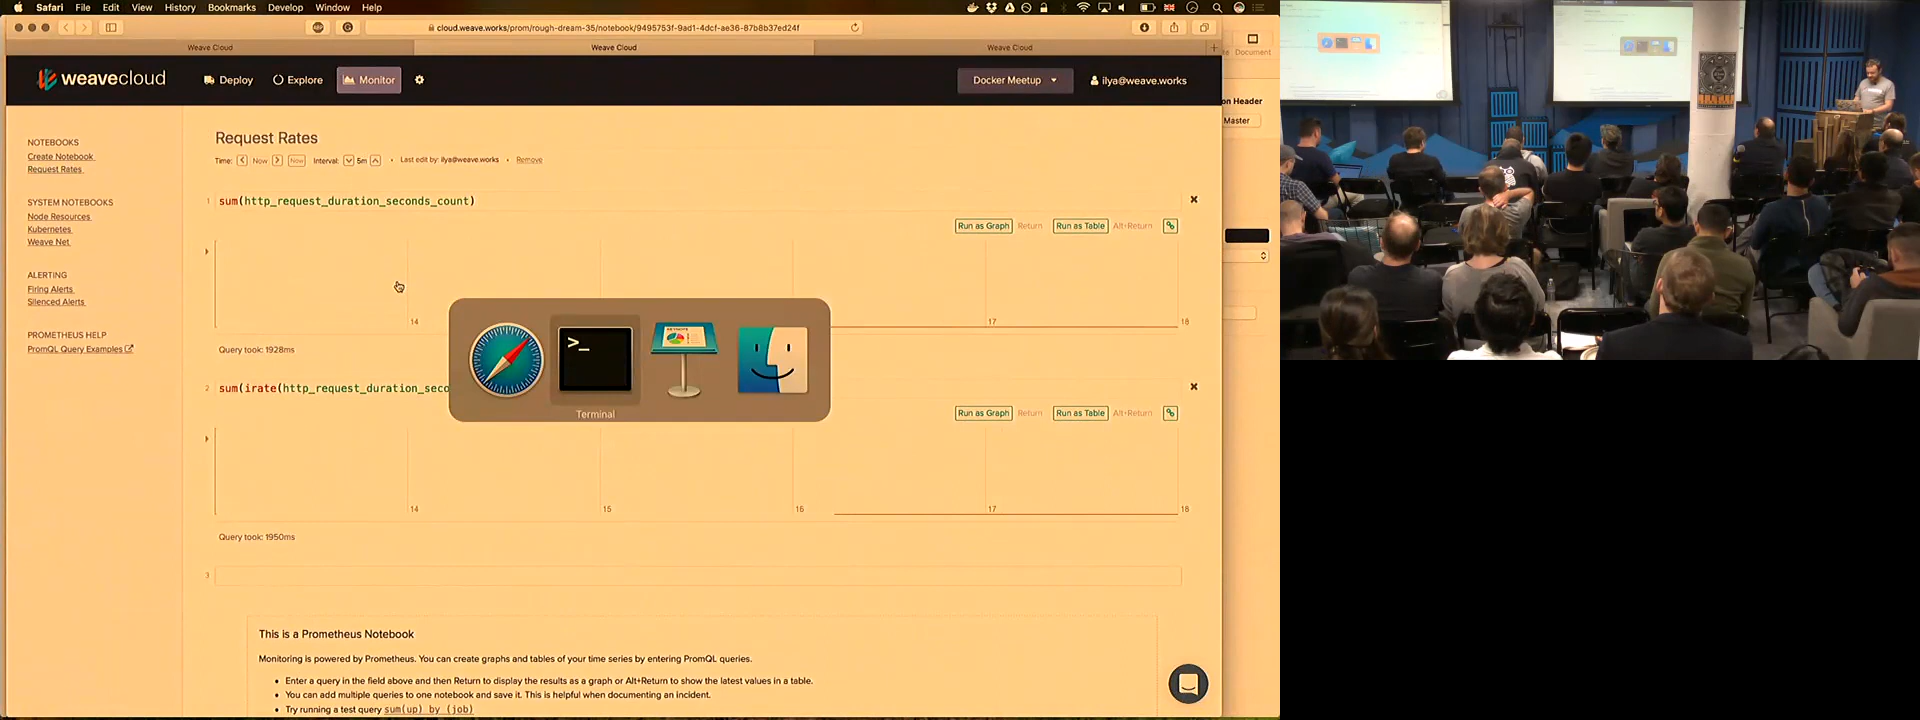 Safari File Edit View History Bookmarks Develop Window Help
cloud.weave.works/prom/rough-dream-35/notebook/9495753f-9ad1-4dcf-ae36-87b8b37ed24f
Weave Cloud Weave Cloud Weave Cloud
Document
weavecloud Deploy Explore Monitor Docker Meetup ilya@weave.works
on Header
Master
Request Rates
Time: Now Now Interval: 5m • Last edit by: ilya@weave.works • Remove
NOTEBOOKS
Create Notebook
Request Rates
SYSTEM NOTEBOOKS
Node Resources
Kubernetes
Weave Net
ALERTING
Firing Alerts
Silenced Alerts
PROMETHEUS HELP
PromQL Query Examples
1 sum(http_request_duration_seconds_count)
Run as Graph Return Run as Table Alt+Return
14 17 18
Query took: 1928ms
>_
KEYNOTE
Terminal
2 sum(irate(http_request_duration_seco
Run as Graph Return Run as Table Alt+Return
14 15 16 17 18
Query took: 1950ms
3
This is a Prometheus Notebook
Monitoring is powered by Prometheus. You can create graphs and tables of your time series by entering PromQL queries.
• Enter a query in the field above and then Return to display the results as a graph or Alt+Return to show the latest values in a table.
• You can add multiple queries to one notebook and save it. This is helpful when documenting an incident.
• Try running a test query sum(up) by (job)